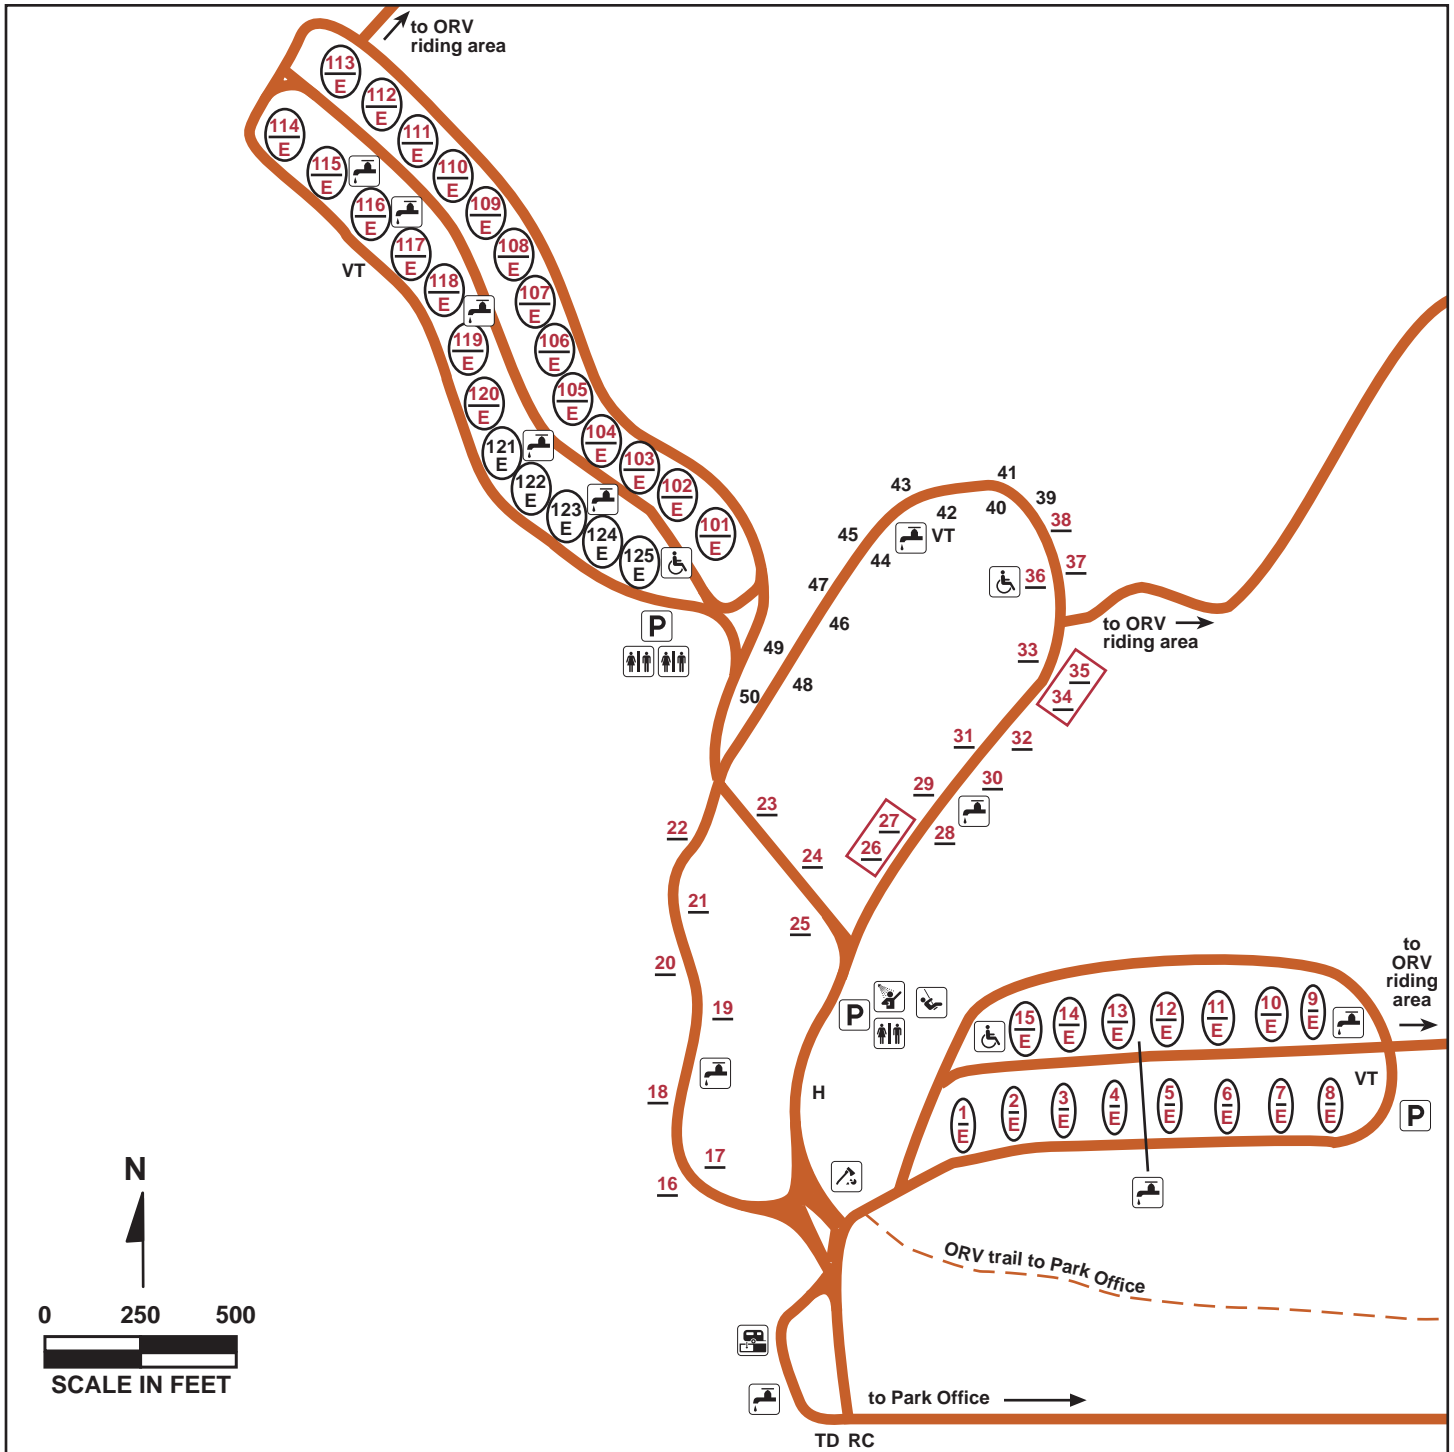 to ORV
riding area
113
E
112
E
111
E
110
E
109
E
108
E
107
E
106
E
105
E
104
E
103
E
102
E
101
E
114
E
115
E
116
E
117
E
118
E
119
E
120
E
121
E
122
E
123
E
124
E
125
E
VT
P
50
49
48
47
46
45
44
43
42
VT
41
40
39
38
37
36
to ORV
riding area
35
34
33
32
31
30
29
28
27
26
25
24
23
22
21
20
19
18
17
16
P
H
to
ORV
riding
area
15
E
14
E
13
E
12
E
11
E
10
E
9
E
1
E
2
E
3
E
4
E
5
E
6
E
7
E
8
E
VT
P
ORV trail to Park Office
N
0 250 500
SCALE IN FEET
to Park Office
TD RC